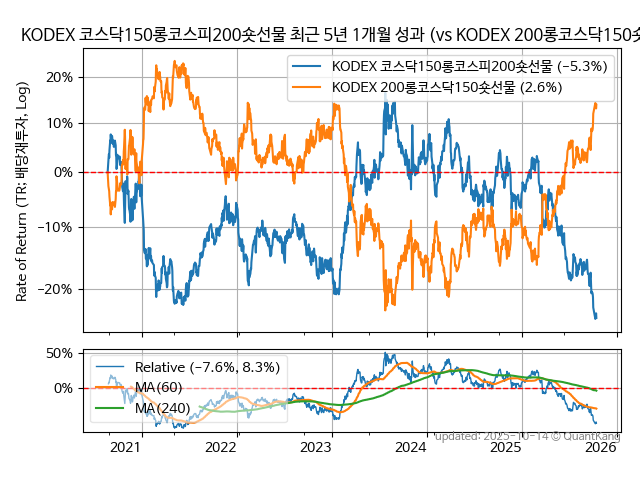 KODEX 코스닥150롱코스피200숏선물 최근 5년 1개월 성과 (vs KODEX 200롱코스닥150숏
Rate of Return (TR: 배당재투자, Log)
20%
10%
0%
−10%
−20%
KODEX 코스닥150롱코스피200숏선물 (−5.3%)
KODEX 200롱코스닥150숏선물 (2.6%)
50%
0%
Relative (−7.6%, 8.3%)
MA(60)
MA(240)
2021
2022
2023
2024
2025
2026
updated: 2025-10-14 © QuantKang